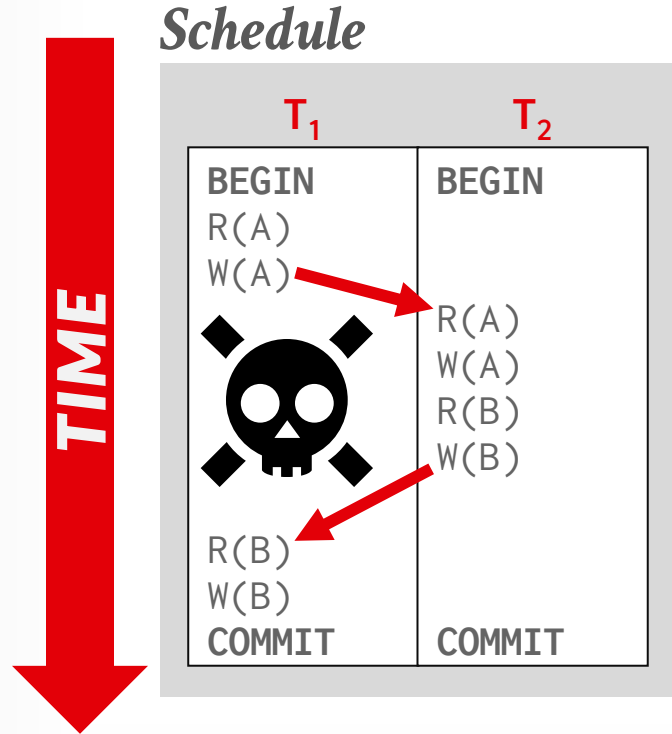 Schedule
TIME
T₁ T₂
BEGIN BEGIN
R(A)
W(A)
R(A)
W(A)
R(B)
W(B)
R(B)
W(B)
COMMIT COMMIT